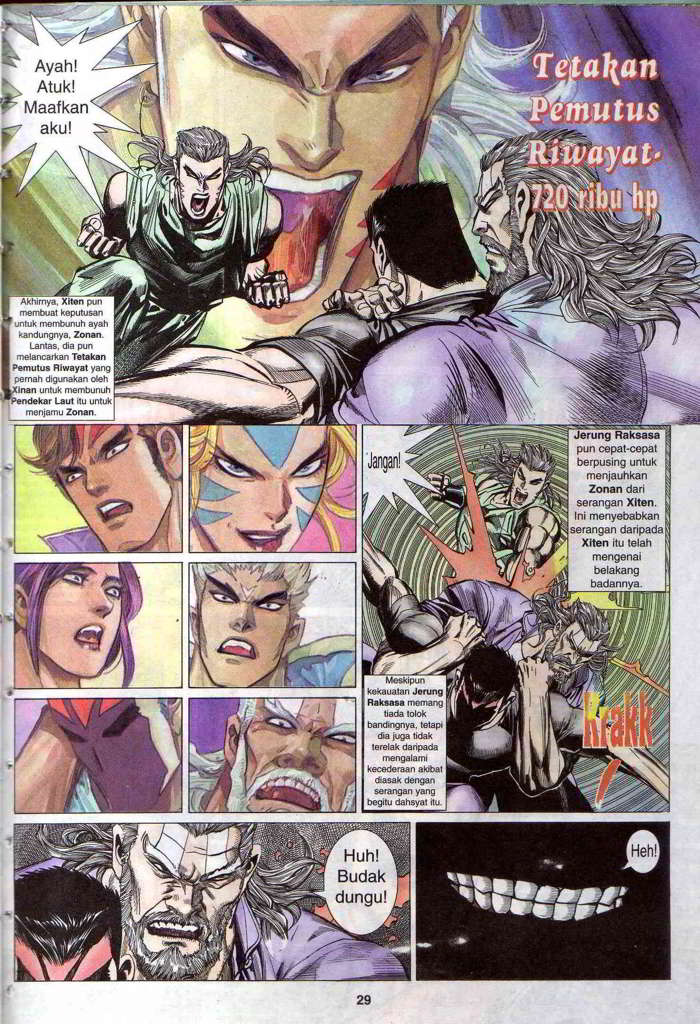 Ayah!
Atuk!
Maafkan
aku!
Tetakan
Pemutus
Riwayat-
720 ribu hp
Akhirnya, Xiten pun
membuat keputusan
untuk membunuh ayah
kandungnya, Zonan.
Lantas, dia pun
melancarkan Tetakan
Pemutus Riwayat yang
pernah digunakan oleh
Xinan untuk membunuh
Pendekar Laut itu untuk
menjamu Zonan.
Jangan!
Jerung Raksasa
pun cepat-cepat
berpusing untuk
menjauhkan
Zonan dari
serangan Xiten.
Ini menyebabkan
serangan daripada
Xiten itu telah
mengenai
belakang
badannya.
Meskipun
kekauatan Jerung
Raksasa memang
tiada tolok
bandingnya, tetapi
dia juga tidak
terelak daripada
mengalami
kecederaan akibat
diasak dengan
serangan yang
begitu dahsyat itu.
Krakk
Huh!
Budak
dungu!
Heh!
29